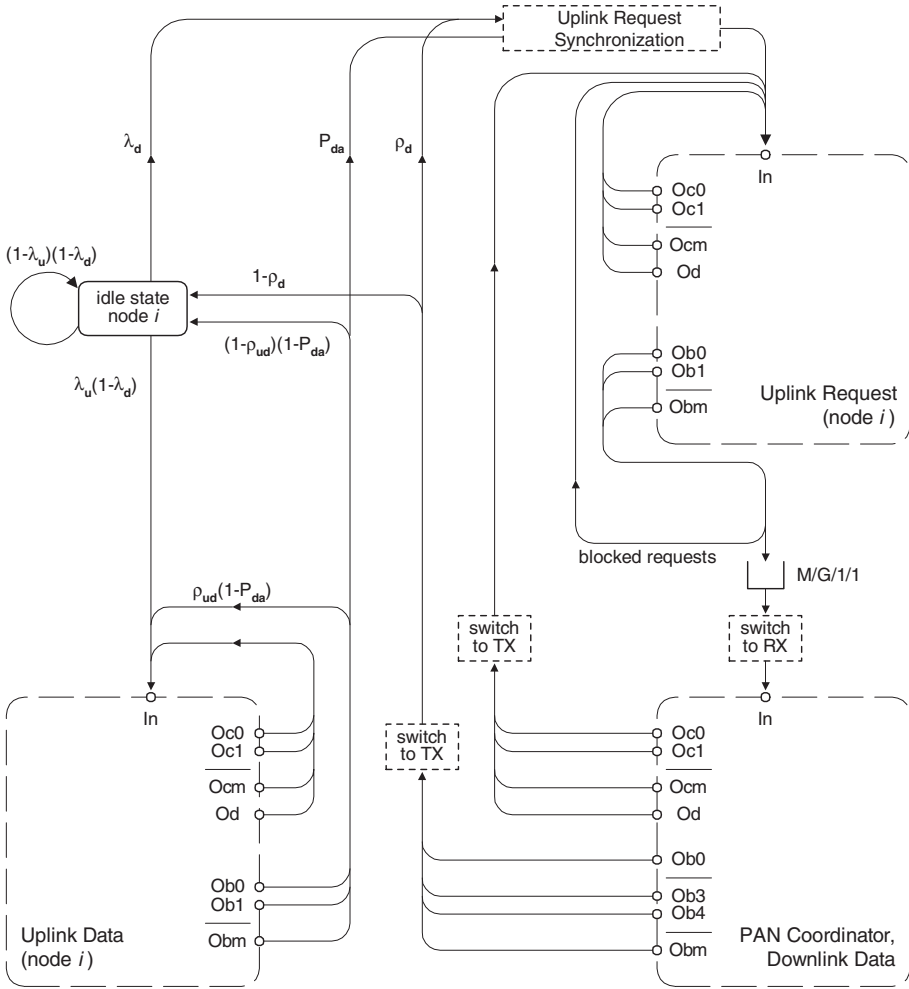 Uplink Request
Synchronization
λd
Pda
ρd
In
Oc0
Oc1
Ocm
Od
Ob0
Ob1
Obm
Uplink Request
(node i)
(1-λu)(1-λd)
idle state
node i
1-ρd
(1-ρud)(1-Pda)
λu(1-λd)
blocked requests
M/G/1/1
ρud(1-Pda)
switch
to TX
switch
to RX
In
Oc0
Oc1
Ocm
Od
Ob0
Ob1
Obm
Uplink Data
(node i)
switch
to TX
In
Oc0
Oc1
Ocm
Od
Ob0
Ob3
Ob4
Obm
PAN Coordinator,
Downlink Data